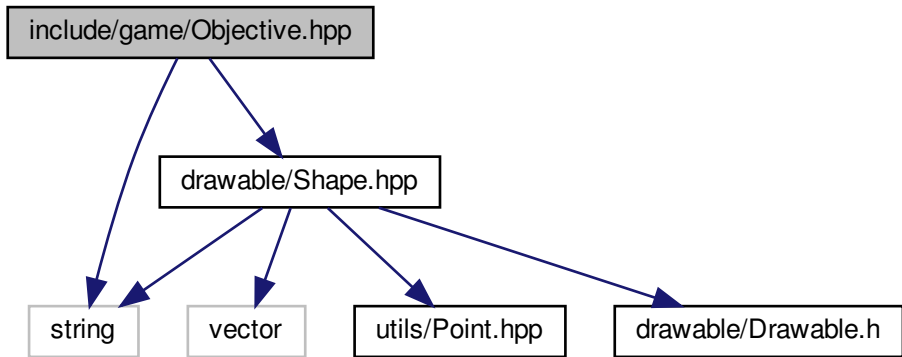 include/game/Objective.hpp
drawable/Shape.hpp
string
vector
utils/Point.hpp
drawable/Drawable.h